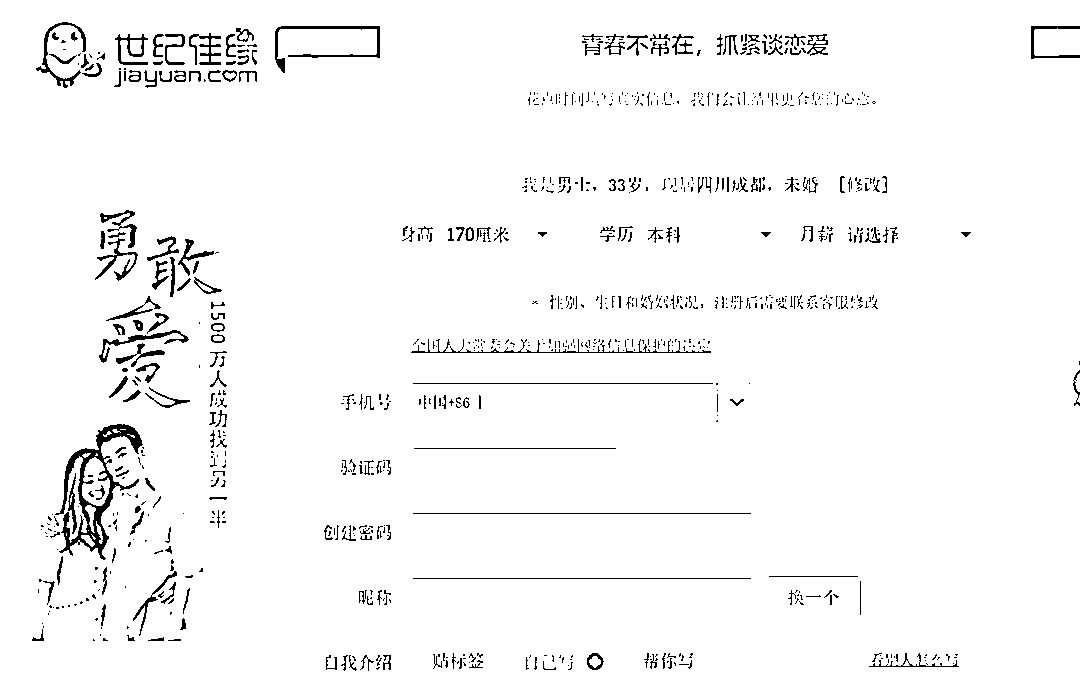 世纪佳缘
jiayuan.com
青春不常在，抓紧谈恋爱
花点时间填写真实信息，我们会让结果更合您的心意。
我是男士，33岁，现居四川成都，未婚 [修改]
身高 170厘米 学历 本科 月薪 请选择
* 性别、生日和婚姻状况，注册后需要联系客服修改
全国人大常委会关于加强网络信息保护的决定
勇敢
爱
1500万人成功找到另一半
手机号 中国+86
验证码
创建密码
昵称 换一个
自我介绍 贴标签 自己写 帮你写 看别人怎么写